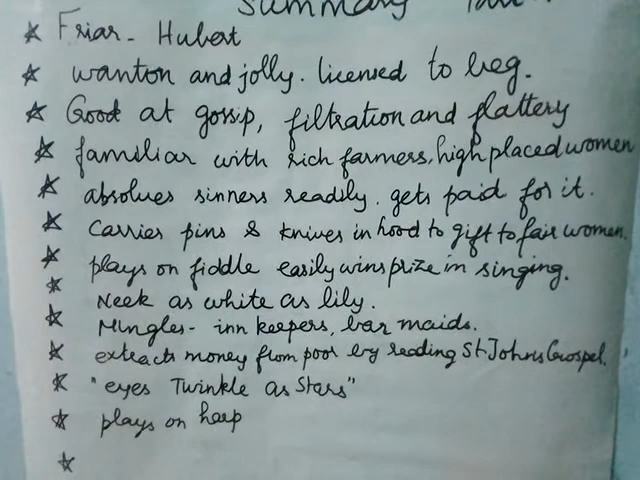 Summary
☆ Friar - Hubert
☆ wanton and jolly. licensed to beg.
☆ Good at gossip, filtration and flattery
☆ familiar with rich farmers, high placed women
☆ absolves sinners readily. gets paid for it.
☆ Carries pins & knives in hood to gift to fair women.
☆ plays on fiddle easily wins prize in singing.
☆ Neek as white as lily.
☆ Mingles - inn keepers, bar maids.
☆ extracts money from poor by reading St. Johns Gospel.
☆ "eyes Twinkle as Stars"
☆ plays on harp
☆